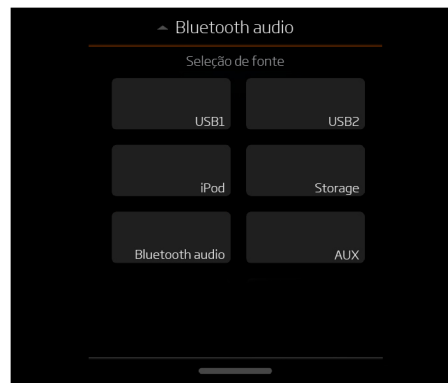 Bluetooth audio
Seleção de fonte
USB1 USB2
iPod Storage
Bluetooth audio AUX